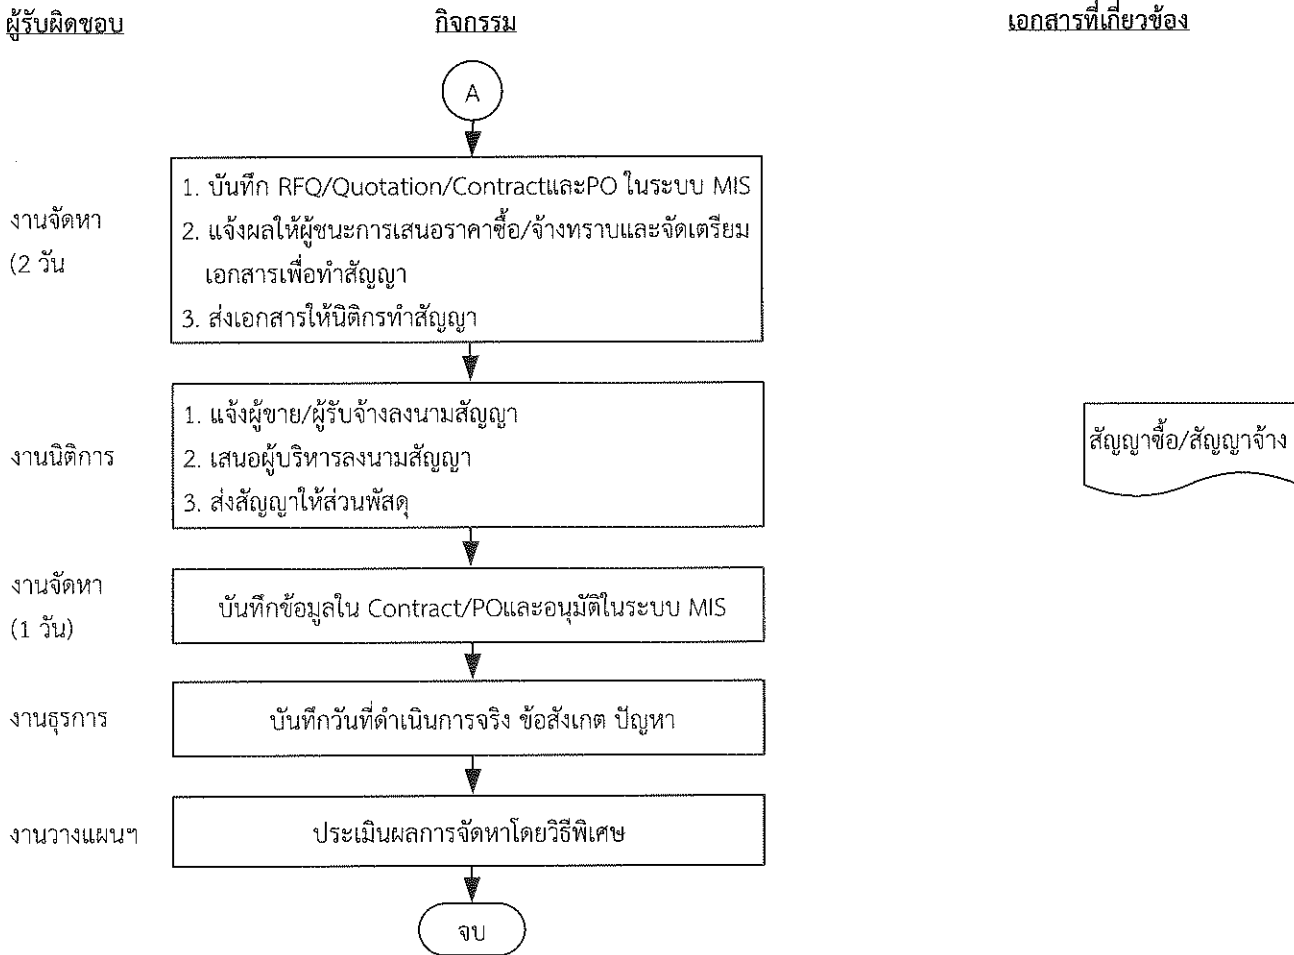 ผู้รับผิดชอบ กิจกรรม เอกสารที่เกี่ยวข้อง
A
งานจัดหา
(2 วัน
1. บันทึก RFQ/Quotation/ContractและPO ในระบบ MIS
2. แจ้งผลให้ผู้ชนะการเสนอราคาซื้อ/จ้างทราบและจัดเตรียม
เอกสารเพื่อทำสัญญา
3. ส่งเอกสารให้นิติกรทำสัญญา
งานนิติการ
1. แจ้งผู้ขาย/ผู้รับจ้างลงนามสัญญา
2. เสนอผู้บริหารลงนามสัญญา
3. ส่งสัญญาให้ส่วนพัสดุ
สัญญาซื้อ/สัญญาจ้าง
งานจัดหา
(1 วัน)
บันทึกข้อมูลใน Contract/POและอนุมัติในระบบ MIS
งานธุรการ
บันทึกวันที่ดำเนินการจริง ข้อสังเกต ปัญหา
งานวางแผนฯ
ประเมินผลการจัดหาโดยวิธีพิเศษ
จบ